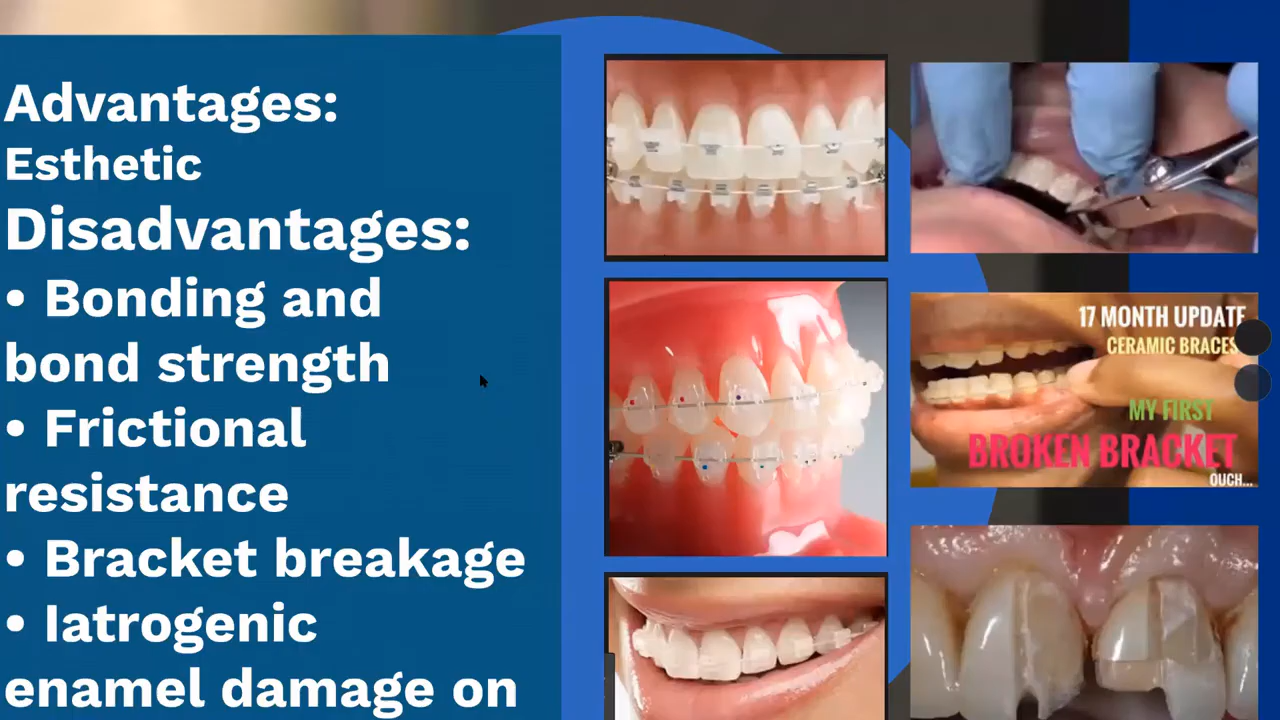 Advantages:
Esthetic
Disadvantages:
• Bonding and
bond strength
• Frictional
resistance
• Bracket breakage
• Iatrogenic
enamel damage on
17 MONTH UPDATE
CERAMIC BRACES
MY FIRST
BROKEN BRACKET
OUCH...